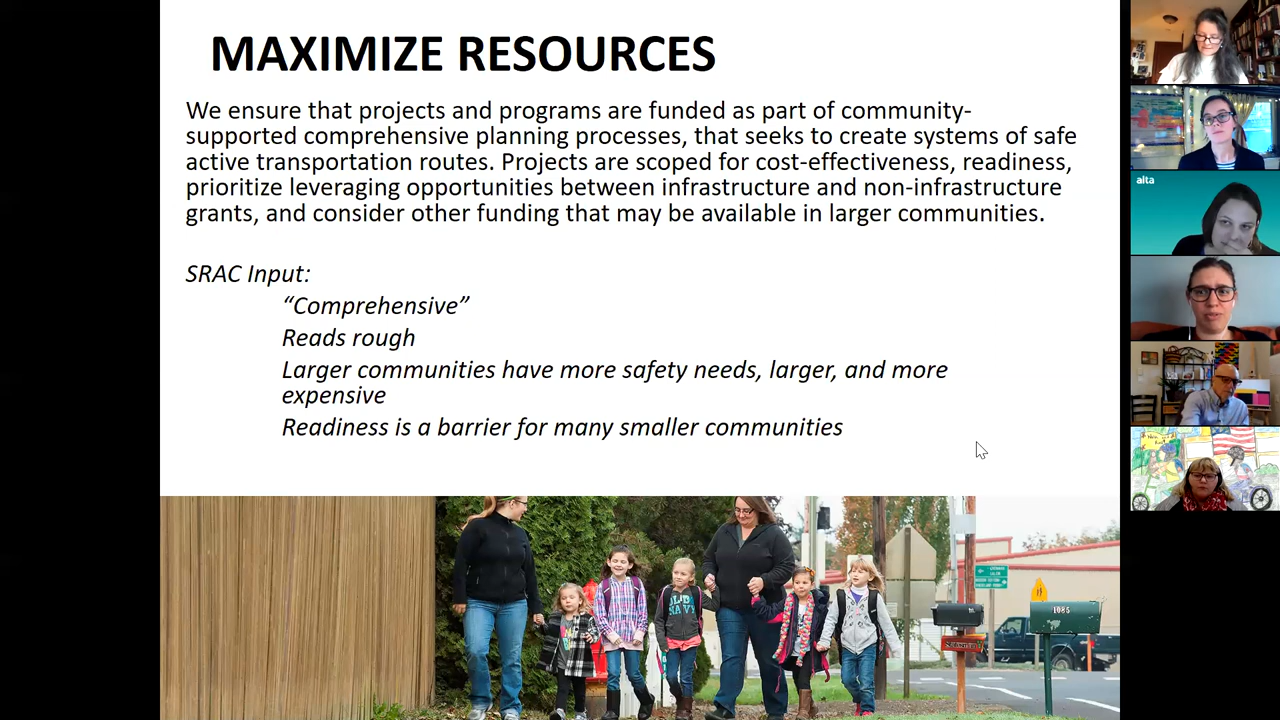 MAXIMIZE RESOURCES
We ensure that projects and programs are funded as part of community-
supported comprehensive planning processes, that seeks to create systems of safe
active transportation routes. Projects are scoped for cost-effectiveness, readiness,
prioritize leveraging opportunities between infrastructure and non-infrastructure
grants, and consider other funding that may be available in larger communities.
SRAC Input:
“Comprehensive”
Reads rough
Larger communities have more safety needs, larger, and more
expensive
Readiness is a barrier for many smaller communities
alta
OLD
NAVY
1085